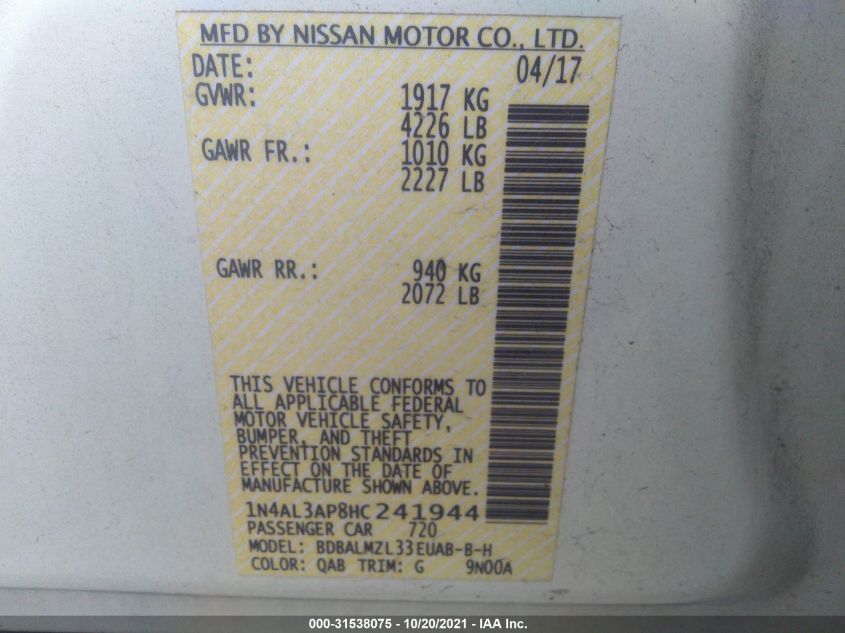 MFD BY NISSAN MOTOR CO., LTD.
DATE: 04/17
GVWR: 1917 KG
4226 LB
GAWR FR.: 1010 KG
2227 LB
GAWR RR.: 940 KG
2072 LB
THIS VEHICLE CONFORMS TO
ALL APPLICABLE FEDERAL
MOTOR VEHICLE SAFETY,
BUMPER, AND THEFT
PREVENTION STANDARDS IN
EFFECT ON THE DATE OF
MANUFACTURE SHOWN ABOVE.
1N4AL3AP8HC241944
PASSENGER CAR 720
MODEL: BDBALMZL33EUAB-B-H
COLOR: QAB TRIM: G 9N00A
000-31538075 - 10/20/2021 - IAA Inc.